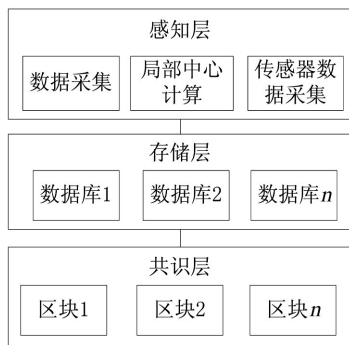 感知层
数据采集
局部中心
计算
传感器数
据采集
存储层
数据库1
数据库2
数据库n
共识层
区块1
区块2
区块n